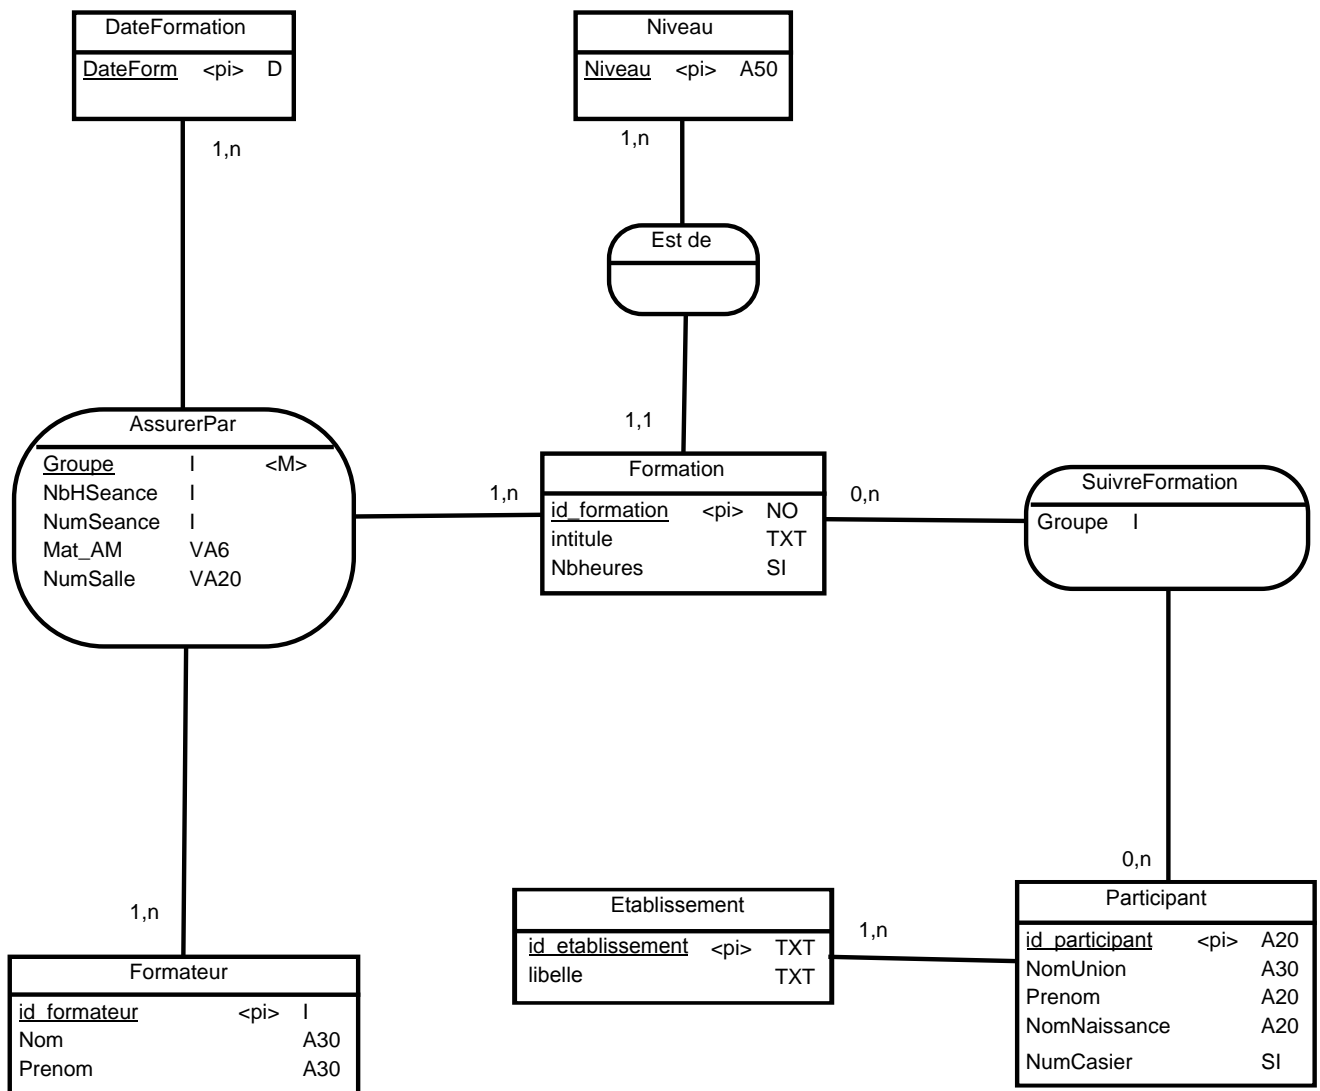 DateFormation
DateForm <pi> D
1,n
Niveau
Niveau <pi> A50
1,n
Est de
1,1
AssurerPar
Groupe I <M>
NbHSeance I
NumSeance I
Mat_AM VA6
NumSalle VA20
1,n
Formation
id_formation <pi> NO
intitule TXT
Nbheures SI
0,n
SuivreFormation
Groupe I
0,n
1,n
Formateur
id_formateur <pi> I
Nom A30
Prenom A30
Etablissement
id_etablissement <pi> TXT
libelle TXT
1,n
Participant
id_participant <pi> A20
NomUnion A30
Prenom A20
NomNaissance A20
NumCasier SI